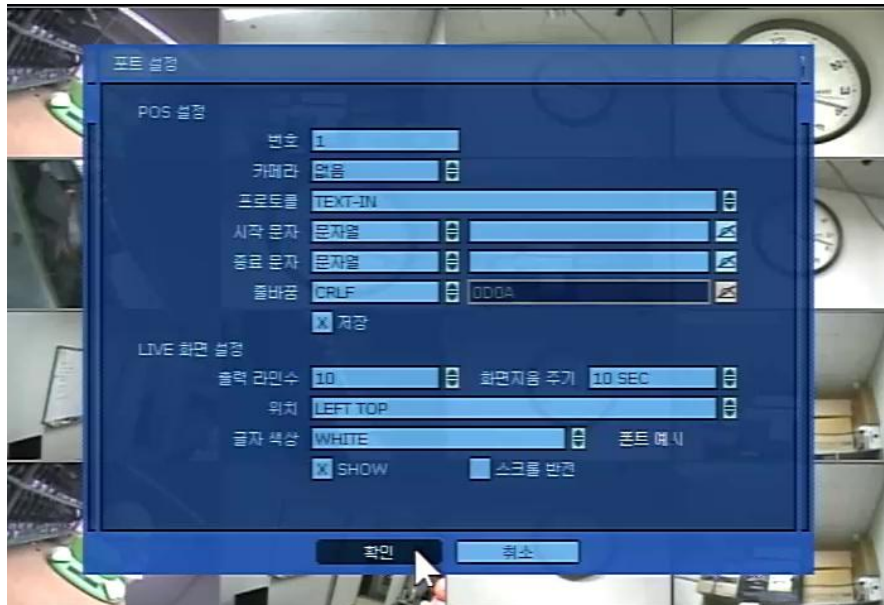 포트 설정
POS 설정
번호 1
카메라 없음
프로토콜 TEXT-IN
시작 문자 문자열
종료 문자 문자열
줄바꿈 CRLF 0D0A
X 저장
LIVE 화면 설정
출력 라인수 10 화면지움 주기 10 SEC
위치 LEFT TOP
글자 색상 WHITE 폰트 예시
X SHOW 스크롤 반전
확인 취소